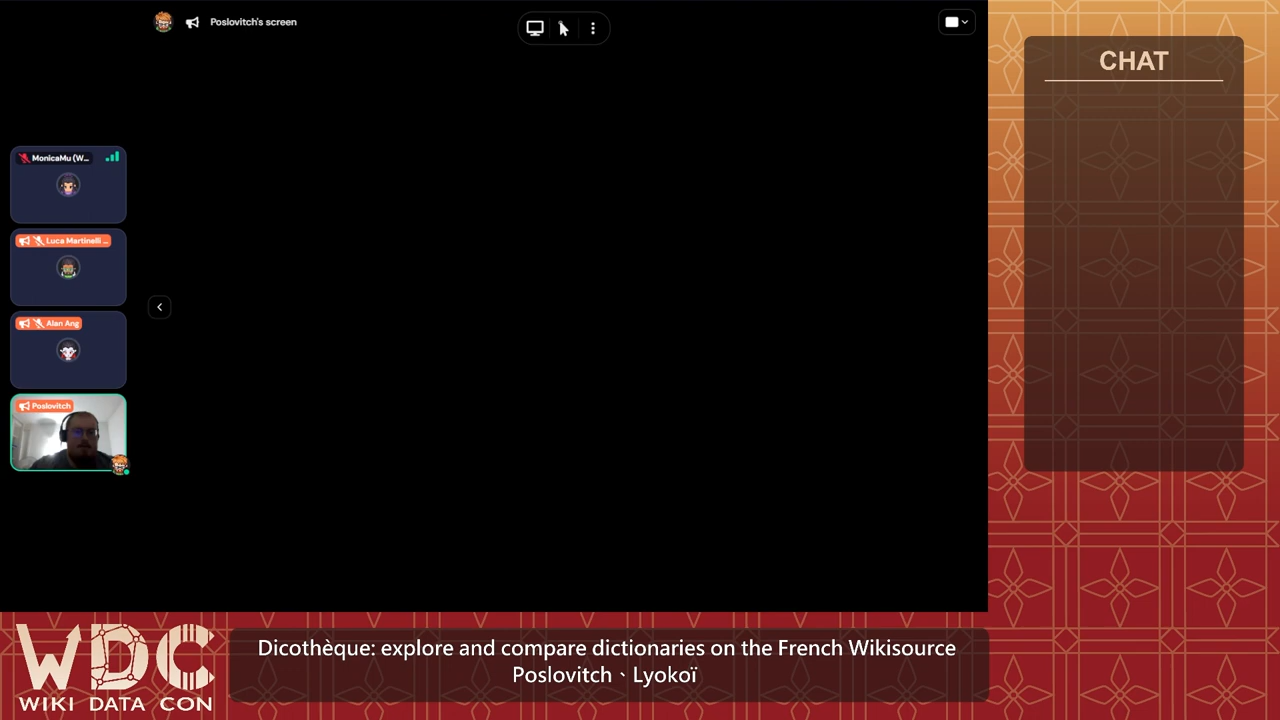 Poslovitch's screen
CHAT
MonicaMu (W...
Luca Martinelli ...
Alan Ang
Poslovitch
WDC
WIKI DATA CON
Dicothèque: explore and compare dictionaries on the French Wikisource
Poslovitch、Lyokoï